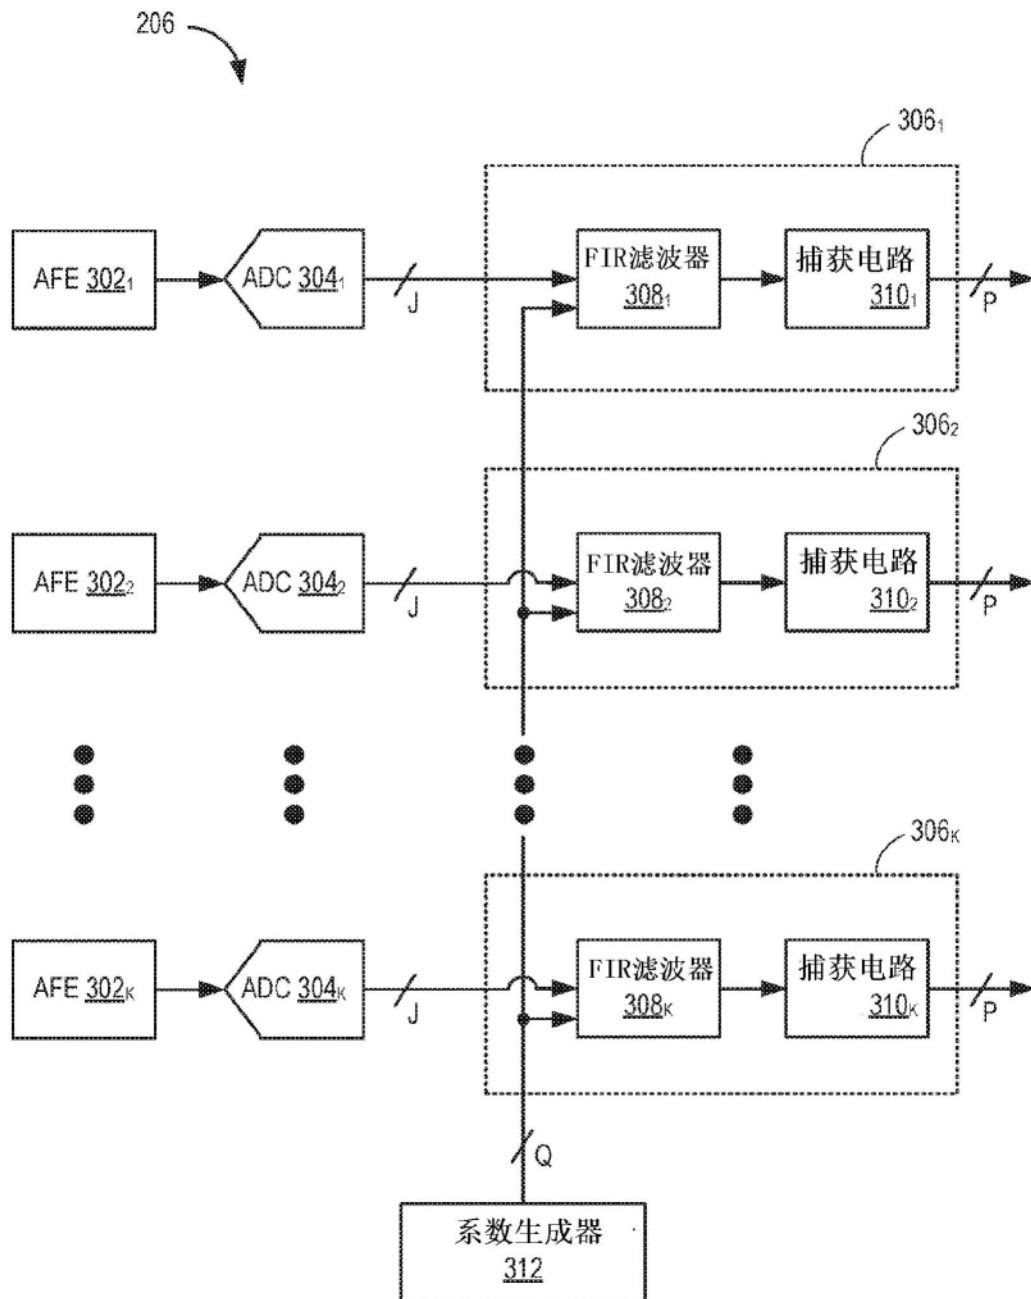 206
306₁
AFE 302₁
ADC 304₁
J
FIR滤波器
308₁
捕获电路
310₁
P
306₂
AFE 302₂
ADC 304₂
J
FIR滤波器
308₂
捕获电路
310₂
P
306ₖ
AFE 302ₖ
ADC 304ₖ
J
FIR滤波器
308ₖ
捕获电路
310ₖ
P
Q
系数生成器
312